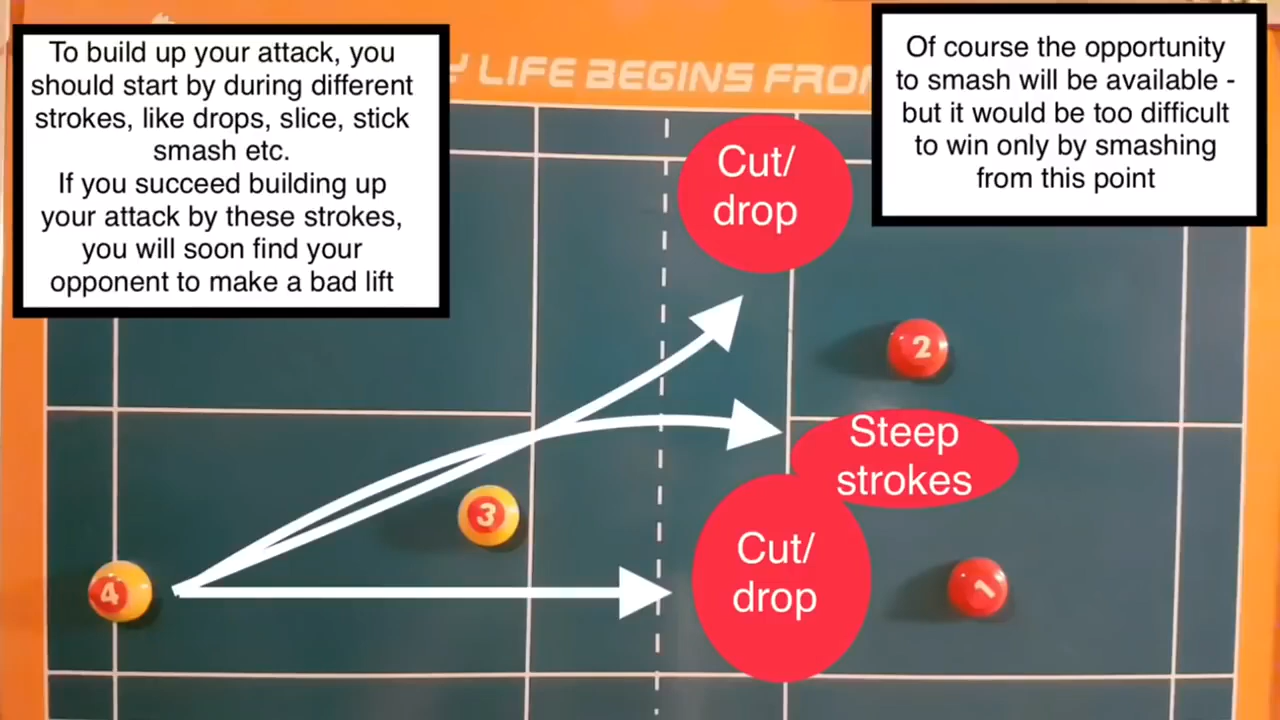 To build up your attack, you
should start by during different
strokes, like drops, slice, stick
smash etc.
If you succeed building up
your attack by these strokes,
you will soon find your
opponent to make a bad lift
Y LIFE BEGINS FROM
Of course the opportunity
to smash will be available -
but it would be too difficult
to win only by smashing
from this point
Cut/
drop
2
Steep
strokes
3
Cut/
drop
4
1